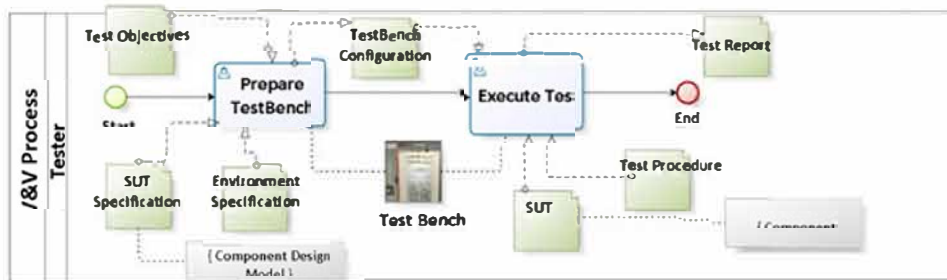 /&V Process
Tester
Test Objectives
TestBench
Configuration
Test Report
Prepare
TestBench
Execute Tes
Start
End
SUT
Specification
Environment
Specification
Test Bench
SUT
Test Procedure
{ Component Design
Model }
{ Component